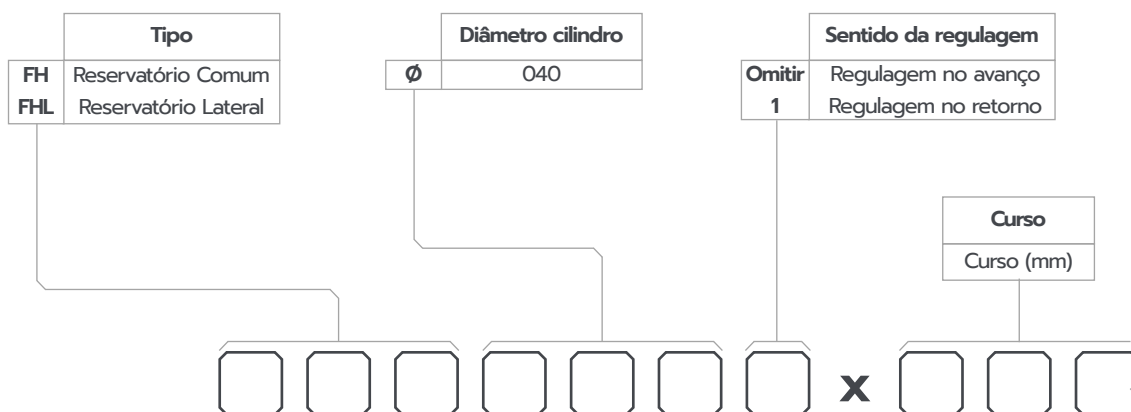 Tipo
FH Reservatório Comum
FHL Reservatório Lateral
Diâmetro cilindro
Ø 040
Sentido da regulagem
Omitir Regulagem no avanço
1 Regulagem no retorno
Curso
Curso (mm)
x